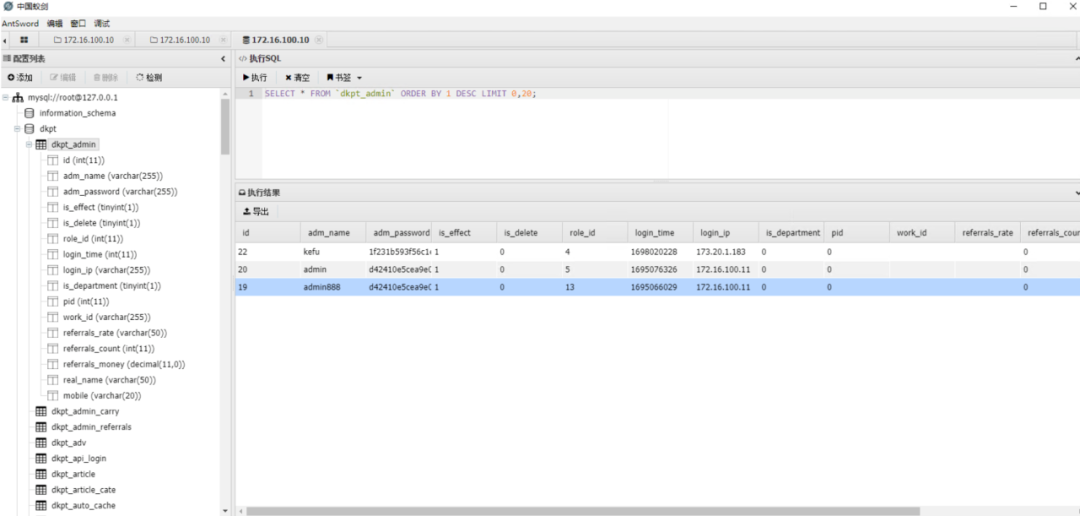 中国蚁剑
AntSword 编辑 窗口 调试
172.16.100.10 172.16.100.10 172.16.100.10
配置列表
添加 编辑 删除 检测
mysql://root@127.0.0.1
information_schema
dkpt
dkpt_admin
id (int(11))
adm_name (varchar(255))
adm_password (varchar(255))
is_effect (tinyint(1))
is_delete (tinyint(1))
role_id (int(11))
login_time (int(11))
login_ip (varchar(255))
is_department (tinyint(1))
pid (int(11))
work_id (varchar(255))
referrals_rate (varchar(50))
referrals_count (int(11))
referrals_money (decimal(11,0))
real_name (varchar(50))
mobile (varchar(20))
dkpt_admin_carry
dkpt_admin_referrals
dkpt_adv
dkpt_api_login
dkpt_article
dkpt_article_cate
dkpt_auto_cache
</> 执行SQL
执行 清空 书签
1 SELECT * FROM `dkpt_admin` ORDER BY 1 DESC LIMIT 0,20;
执行结果
导出
id adm_name adm_password is_effect is_delete role_id login_time login_ip is_department pid work_id referrals_rate referrals_coun
22 kefu 1f231b593f56c1 1 0 4 1698020228 173.20.1.183 0 0 0
20 admin d42410e5cea9e 1 0 5 1695076326 172.16.100.11 0 0 0
19 admin888 d42410e5cea9e 1 0 13 1695066029 172.16.100.11 0 0 0